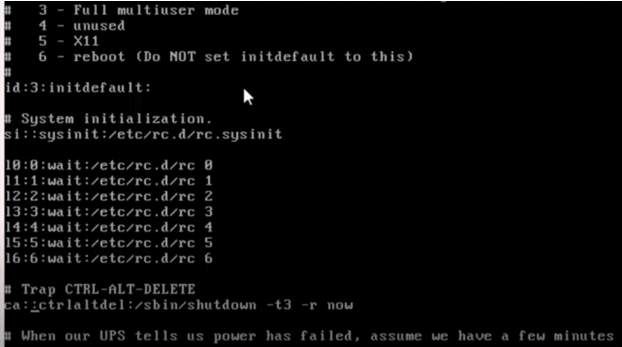 #   3 - Full multiuser mode
#   4 - unused
#   5 - X11
#   6 - reboot (Do NOT set initdefault to this)
#
id:3:initdefault:
# System initialization.
si::sysinit:/etc/rc.d/rc.sysinit
l0:0:wait:/etc/rc.d/rc 0
l1:1:wait:/etc/rc.d/rc 1
l2:2:wait:/etc/rc.d/rc 2
l3:3:wait:/etc/rc.d/rc 3
l4:4:wait:/etc/rc.d/rc 4
l5:5:wait:/etc/rc.d/rc 5
l6:6:wait:/etc/rc.d/rc 6
# Trap CTRL-ALT-DELETE
ca::ctrlaltdel:/sbin/shutdown -t3 -r now
# When our UPS tells us power has failed, assume we have a few minutes